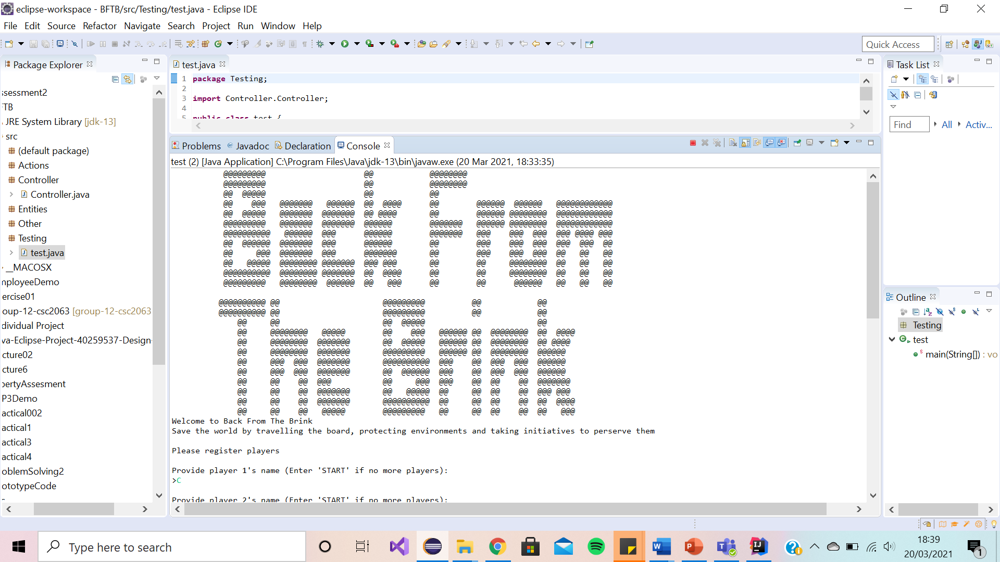 eclipse-workspace - BFTB/src/Testing/test.java - Eclipse IDE
File Edit Source Refactor Navigate Search Project Run Window Help
Quick Access
Package Explorer
ssessment2
FTB
JRE System Library [jdk-13]
src
(default package)
Actions
Controller
Controller.java
Entities
Other
Testing
test.java
__MACOSX
mployeeDemo
ercise01
oup-12-csc2063 [group-12-csc2063
dividual Project
va-Eclipse-Project-40259537-Design-
cture02
cture6
pertyAssesment
P3Demo
actical002
actical1
actical3
actical4
oblemSolving2
ototypeCode
test.java
1 package Testing;
2
3 import Controller.Controller;
4
5 public class test {
Problems Javadoc Declaration Console
test (2) [Java Application] C:\Program Files\Java\jdk-13\bin\javaw.exe (20 Mar 2021, 18:33:35)
Back From
The Brink
Welcome to Back From The Brink
Save the world by travelling the board, protecting environments and taking initiatives to perserve them
Please register players
Provide player 1's name (Enter 'START' if no more players):
>C
Provide player 2's name (Enter 'START' if no more players):
Task List
Find All Activ...
Outline
Testing
test
main(String[]) : vo
Type here to search
18:39
20/03/2021
1